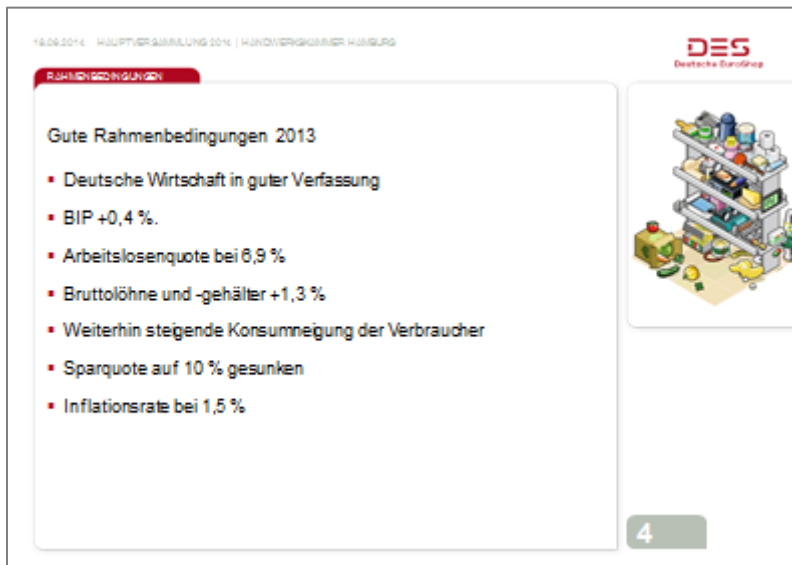 18.06.2014 HAUPTVERSAMMLUNG 2014 | HANDWERKSKAMMER HAMBURG
DES
Deutsche EuroShop
RAHMENBEDINGUNGEN
Gute Rahmenbedingungen 2013
▪ Deutsche Wirtschaft in guter Verfassung
▪ BIP +0,4 %.
▪ Arbeitslosenquote bei 6,9 %
▪ Bruttolöhne und -gehälter +1,3 %
▪ Weiterhin steigende Konsumneigung der Verbraucher
▪ Sparquote auf 10 % gesunken
▪ Inflationsrate bei 1,5 %
4